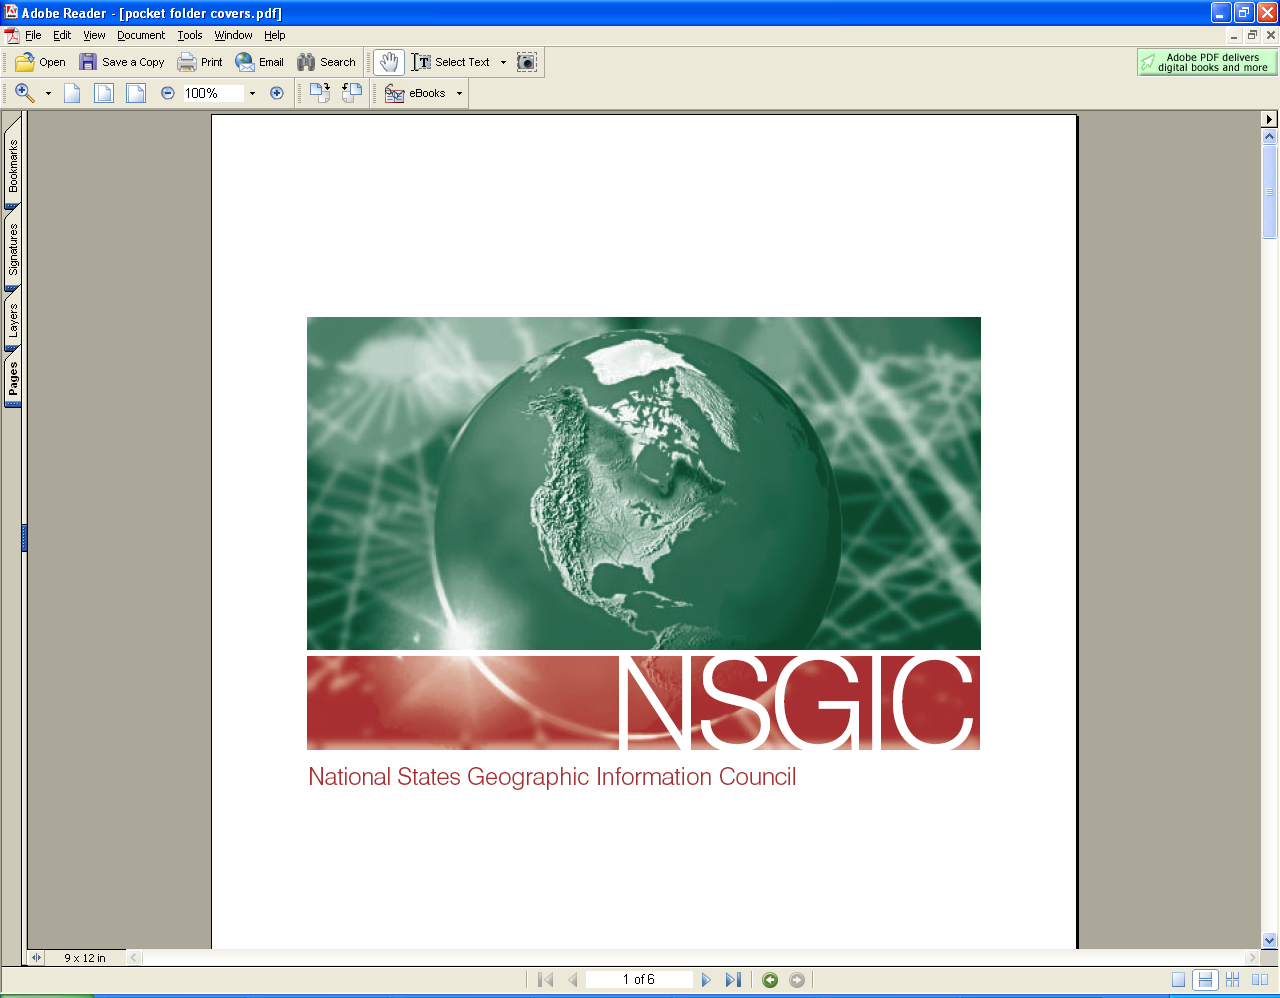 Adobe Reader - [pocket folder covers.pdf]
File Edit View Document Tools Window Help
Open Save a Copy Print Email Search Select Text
Adobe PDF delivers
digital books and more
100% eBooks
Bookmarks
Signatures
Layers
Pages
NSGIC
National States Geographic Information Council
9 x 12 in
1 of 6